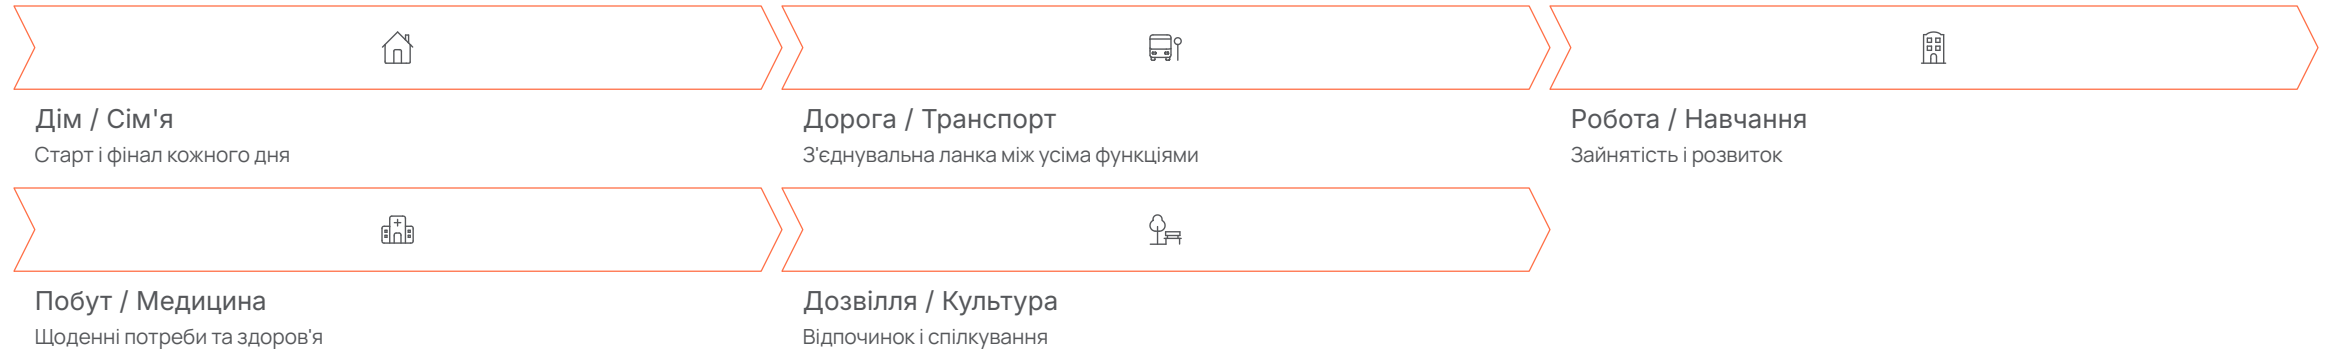 Дім / Сім'я
Старт і фінал кожного дня
Дорога / Транспорт
З'єднувальна ланка між усіма функціями
Робота / Навчання
Зайнятість і розвиток
Побут / Медицина
Щоденні потреби та здоров'я
Дозвілля / Культура
Відпочинок і спілкування